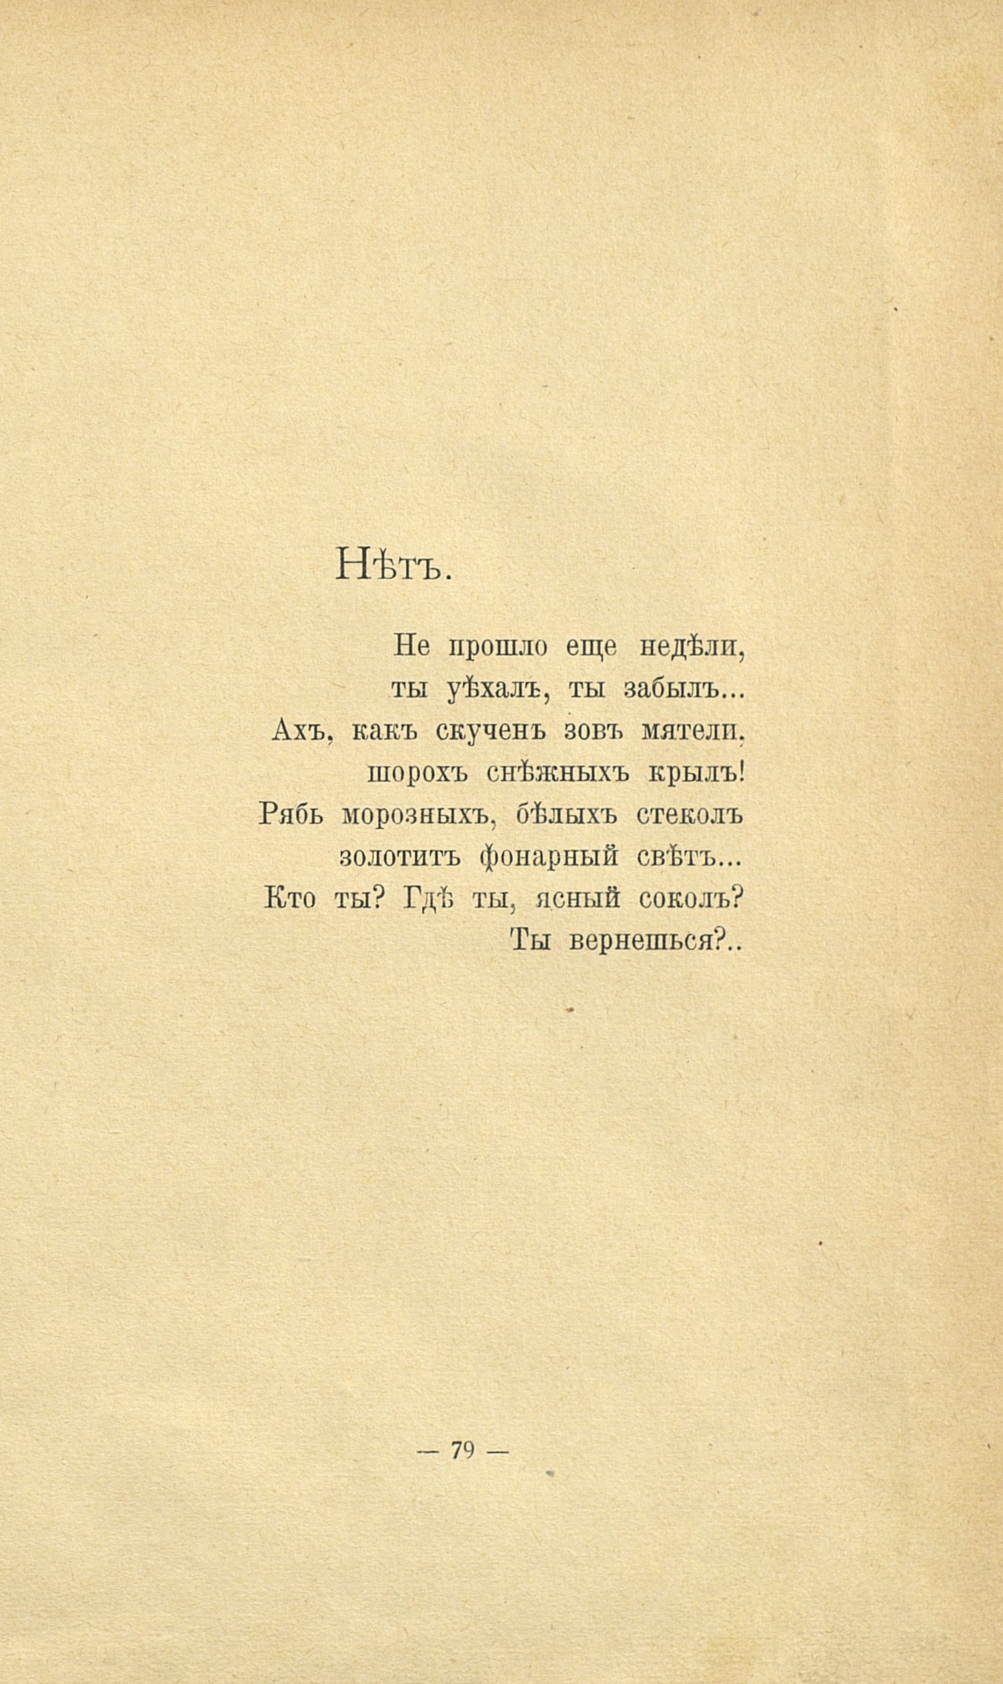 Нѣтъ.
Не прошло еще недѣли,
ты уѣхалъ, ты забылъ...
Ахъ, какъ скученъ зовъ мятели,
шорохъ снѣжныхъ крылъ!
Рябь морозныхъ, бѣлыхъ стеколъ
золотитъ фонарный свѣтъ...
Кто ты? Гдѣ ты, ясный соколъ?
Ты вернешься?..
— 79 —